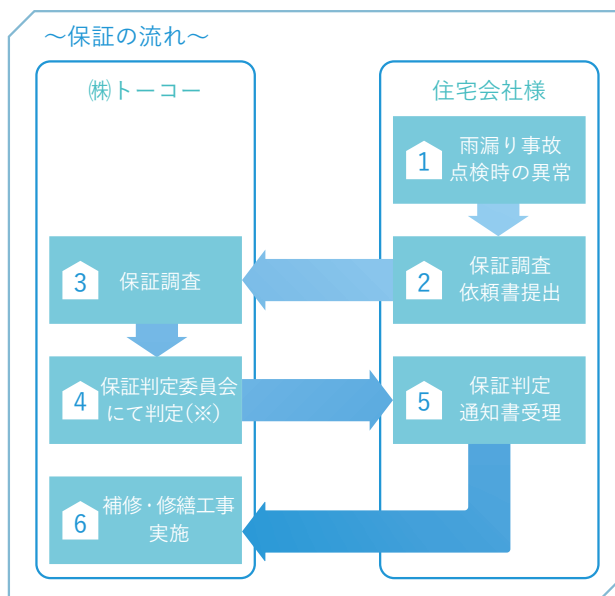 ～保証の流れ～
㈱トーコー
住宅会社様
1
雨漏り事故
点検時の異常
2
保証調査
依頼書提出
3
保証調査
4
保証判定委員会
にて判定(※)
5
保証判定
通知書受理
6
補修・修繕工事
実施